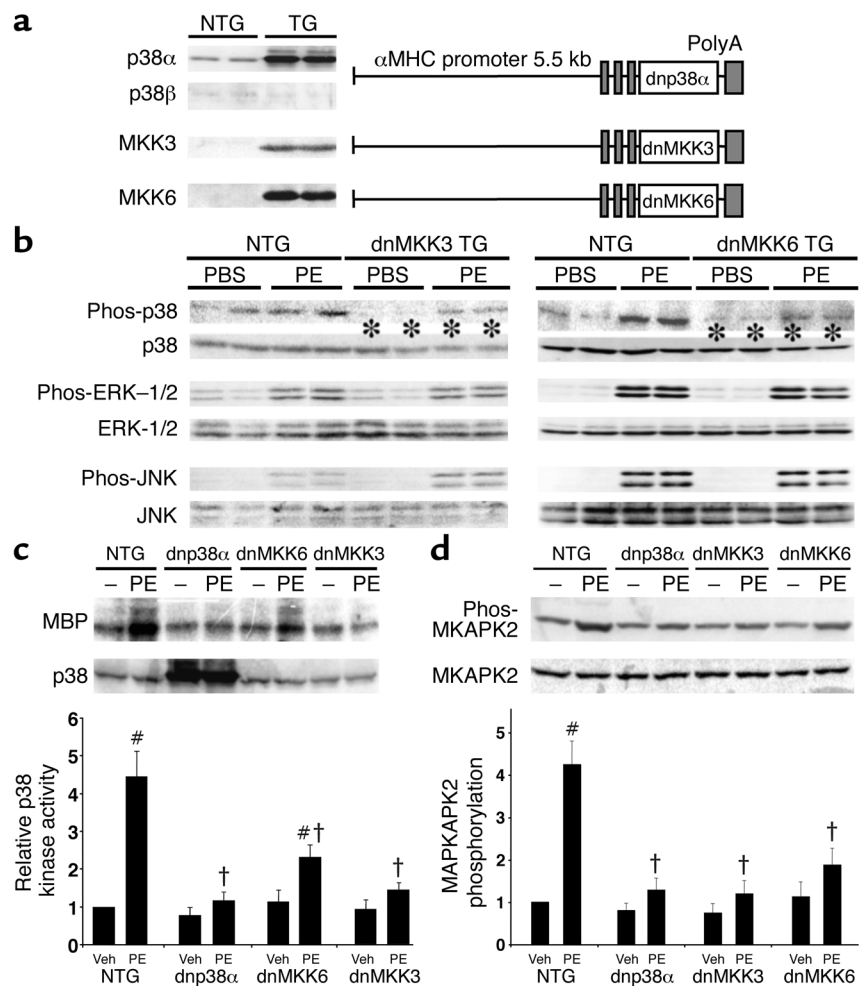 a
NTG TG
p38α
p38β
MKK3
MKK6
αMHC promoter 5.5 kb
PolyA
dnp38α
dnMKK3
dnMKK6
b
NTG dnMKK3 TG NTG dnMKK6 TG
PBS PE PBS PE PBS PE PBS PE
Phos-p38
* * * * * * * *
p38
Phos-ERK–1/2
ERK-1/2
Phos-JNK
JNK
c
NTG dnp38α dnMKK6 dnMKK3
– PE – PE – PE – PE
MBP
p38
Relative p38
kinase activity
6
5
4
3
2
1
0
# † #† †
Veh PE Veh PE Veh PE Veh PE
NTG dnp38α dnMKK6 dnMKK3
d
NTG dnp38α dnMKK3 dnMKK6
– PE – PE – PE – PE
Phos-
MKAPK2
MKAPK2
MAPKAPK2
phosphorylation
5
4
3
2
1
0
# † † †
Veh PE Veh PE Veh PE Veh PE
NTG dnp38α dnMKK3 dnMKK6